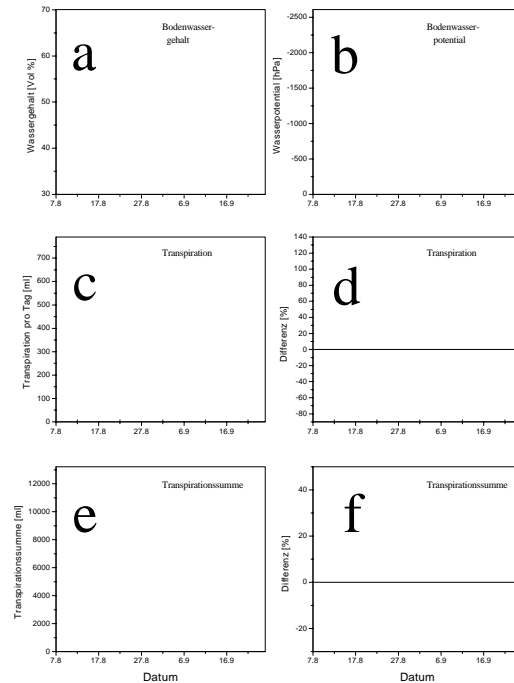 70
60
50
40
30
Wassergehalt [Vol %]
Bodenwasser-
gehalt
a
7.8 17.8 27.8 6.9 16.9
-2500
-2000
-1500
-1000
-500
0
Wasserpotential [hPa]
Bodenwasser-
potential
b
7.8 17.8 27.8 6.9 16.9
700
600
500
400
300
200
100
0
Transpiration pro Tag [ml]
Transpiration
c
7.8 17.8 27.8 6.9 16.9
140
120
100
80
60
40
20
0
-20
-40
-60
-80
Differenz [%]
Transpiration
d
7.8 17.8 27.8 6.9 16.9
12000
10000
8000
6000
4000
2000
0
Transpirationssumme [ml]
Transpirationssumme
e
7.8 17.8 27.8 6.9 16.9
Datum
40
20
0
-20
Differenz [%]
Transpirationssumme
f
7.8 17.8 27.8 6.9 16.9
Datum